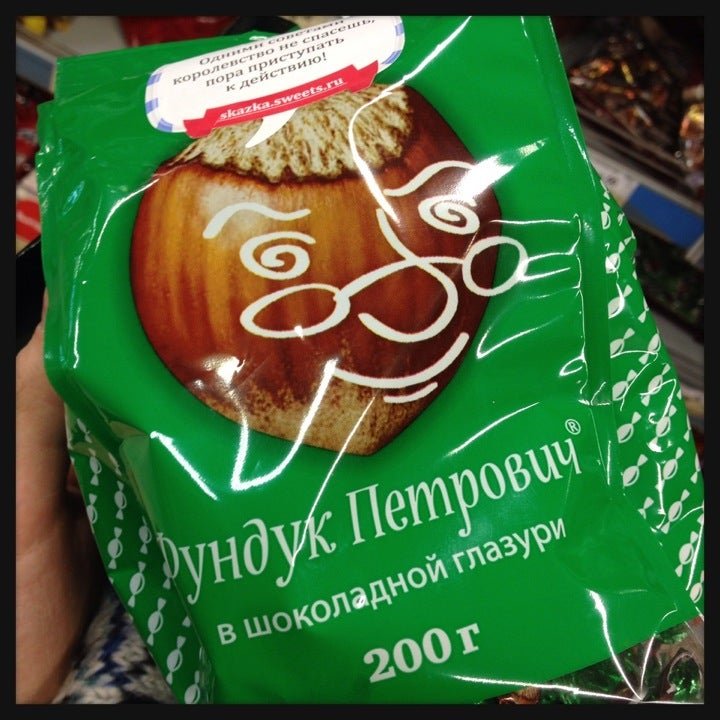 Одними советами
королевство не спасешь,
пора приступать
к действию!
skazka.sweets.ru
Фундук Петрович®
в шоколадной глазури
200 г